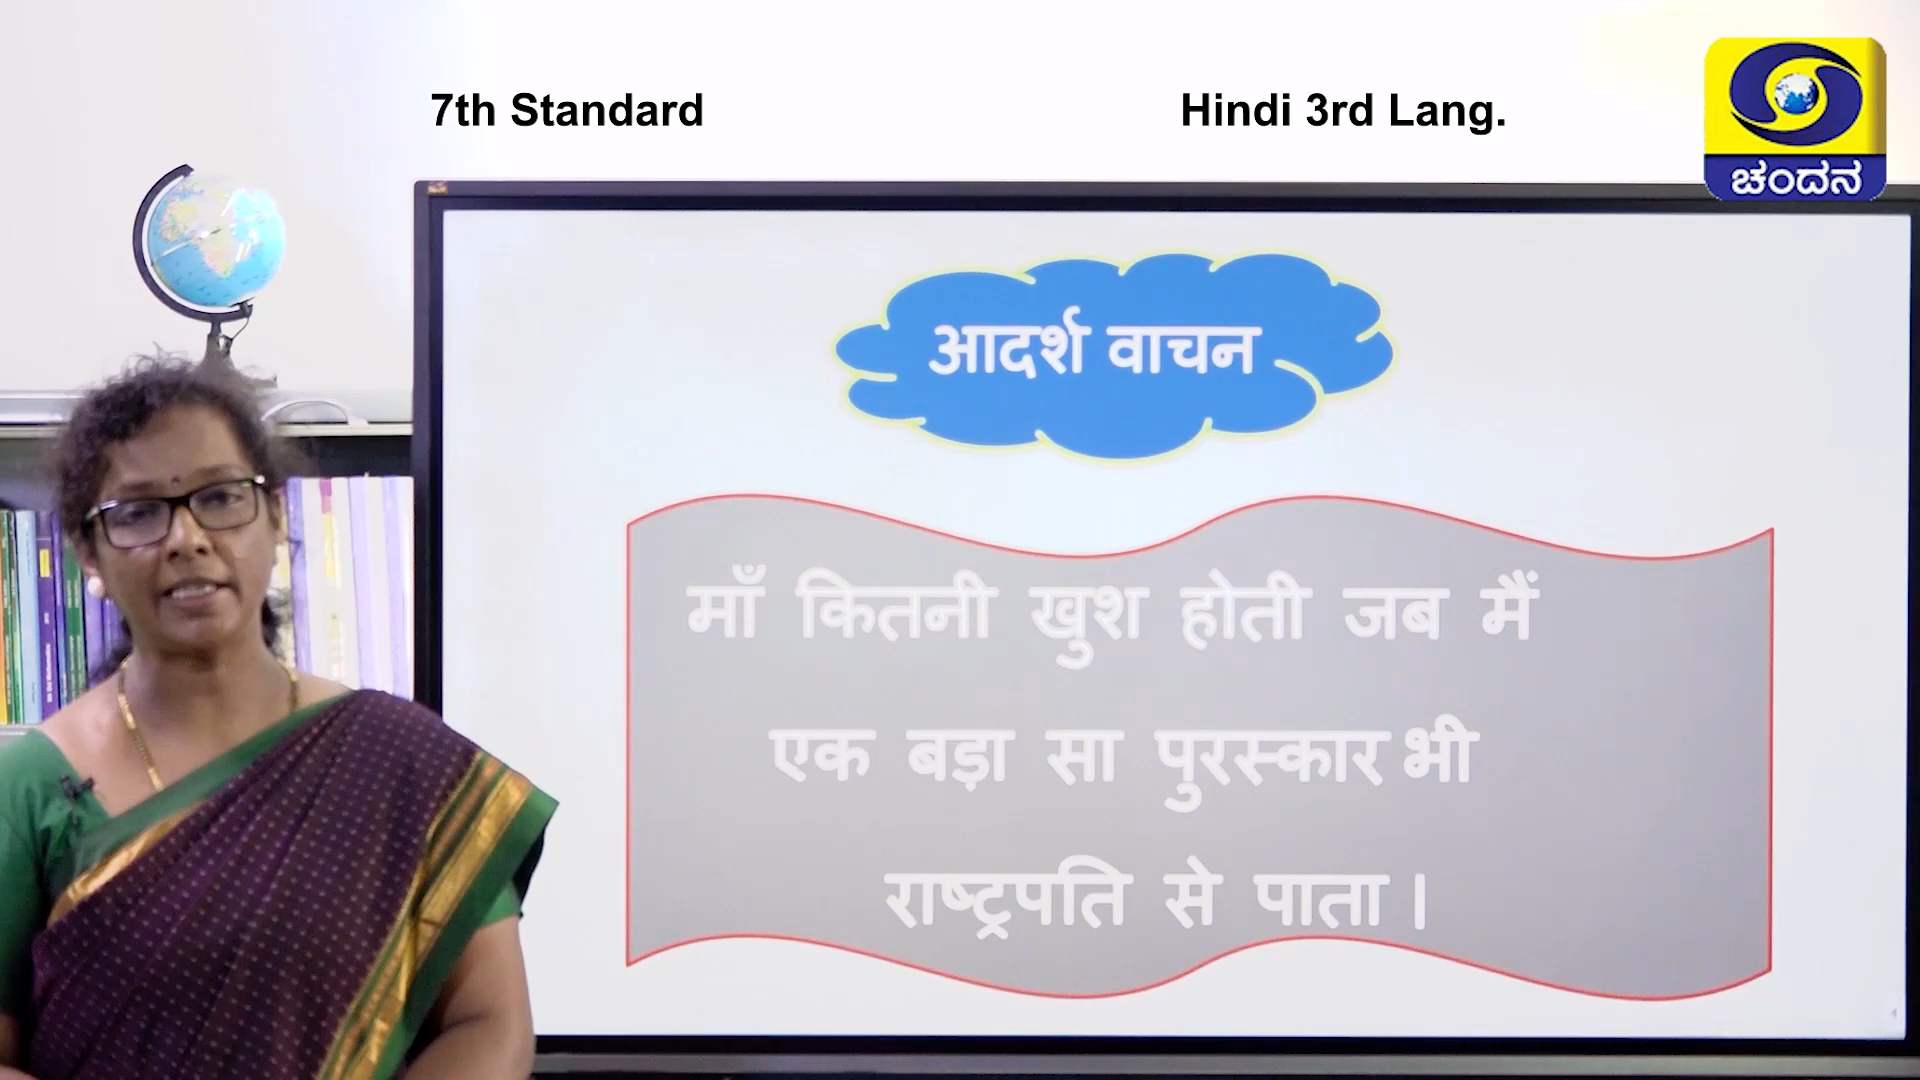 7th Standard
Hindi 3rd Lang.
ಚಂದನ
आदर्श वाचन
माँ कितनी खुश होती जब मैं
एक बड़ा सा पुरस्कार भी
राष्ट्रपति से पाता ।